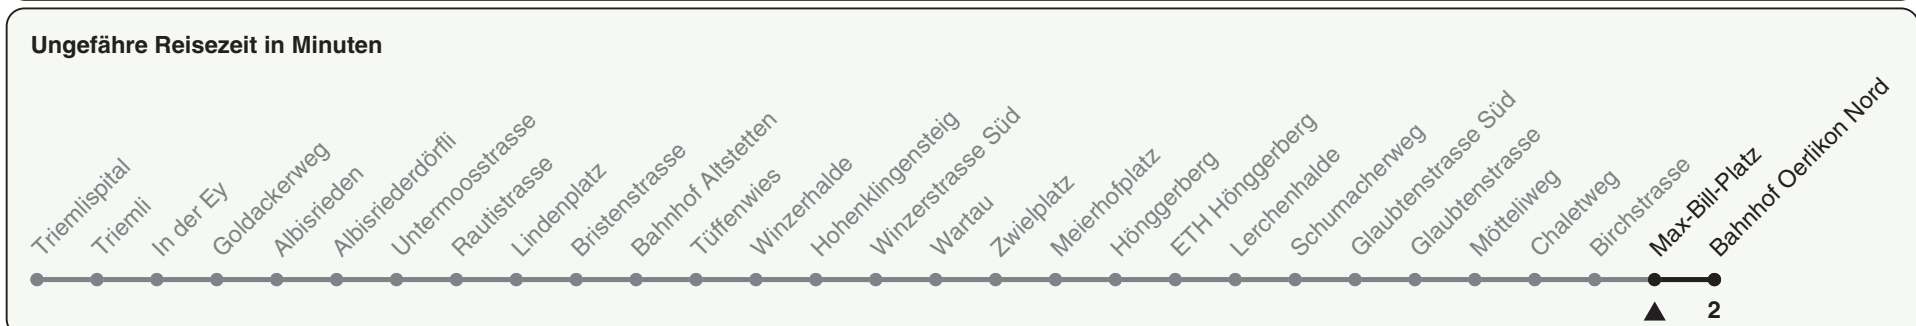 Ungefähre Reisezeit in Minuten
Triemlispital
Triemli
In der Ey
Goldackerweg
Albisrieden
Albisriederdörfli
Untermoosstrasse
Rautistrasse
Lindenplatz
Bristenstrasse
Bahnhof Altstetten
Tüffenwies
Winzerhalde
Hohenklingensteig
Winzerstrasse Süd
Wartau
Zwielplatz
Meierhofplatz
Hönggerberg
ETH Hönggerberg
Lerchenhalde
Schumacherweg
Glaubtenstrasse Süd
Glaubtenstrasse
Mötteliweg
Chaletweg
Birchstrasse
Max-Bill-Platz
Bahnhof Oerlikon Nord
2